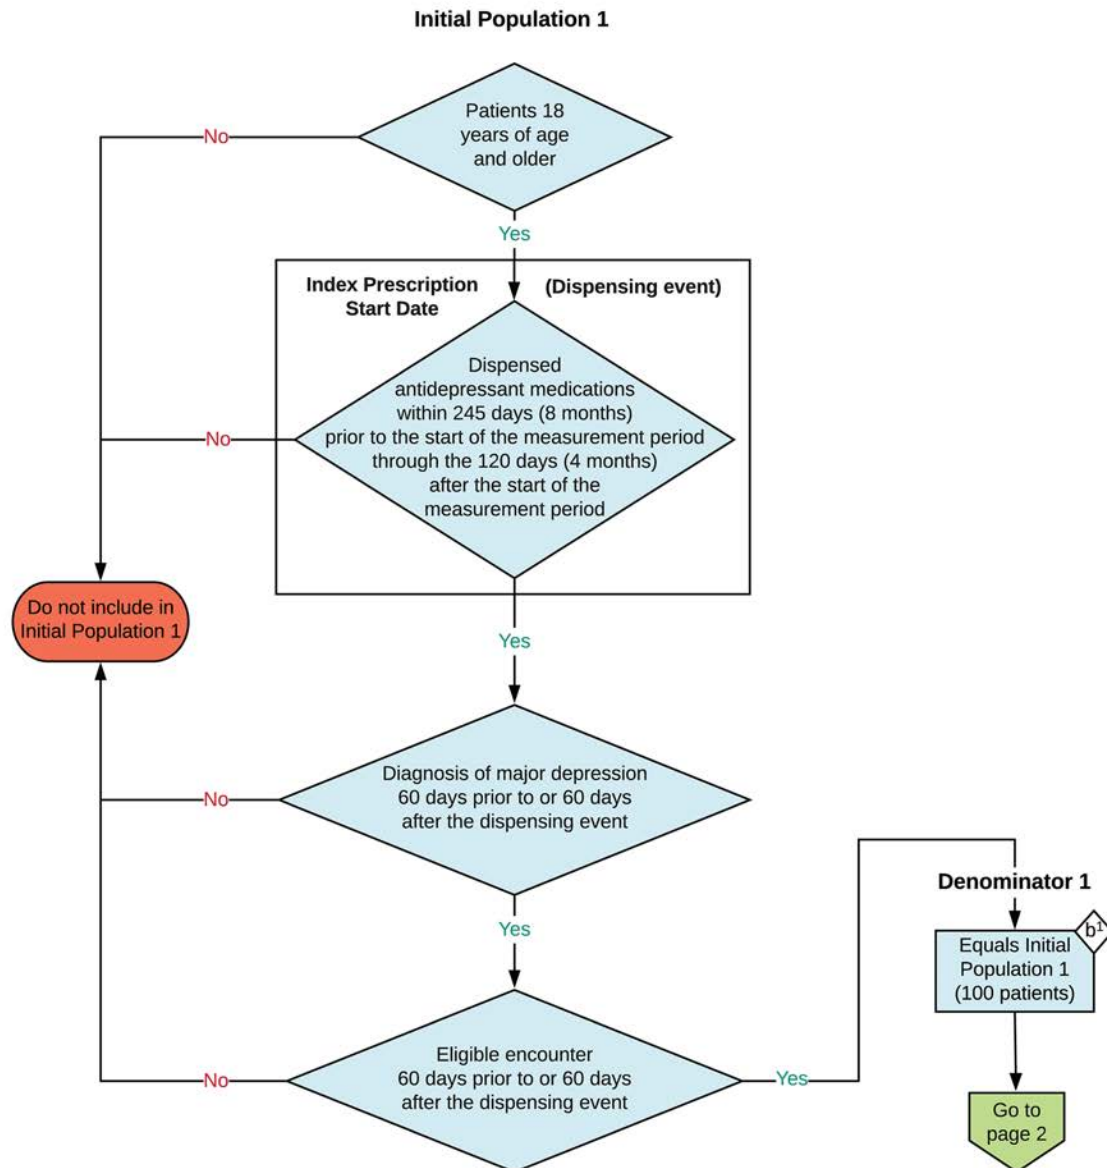 Initial Population 1
Patients 18
years of age
and older
No
Yes
Index Prescription
Start Date
(Dispensing event)
Dispensed
antidepressant medications
within 245 days (8 months)
prior to the start of the measurement period
through the 120 days (4 months)
after the start of the
measurement period
No
Do not include in
Initial Population 1
Yes
Diagnosis of major depression
60 days prior to or 60 days
after the dispensing event
No
Yes
Eligible encounter
60 days prior to or 60 days
after the dispensing event
No
Yes
Denominator 1
b¹
Equals Initial
Population 1
(100 patients)
Go to
page 2